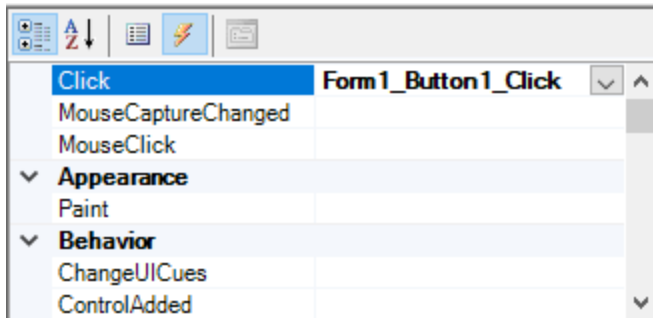 A
Z
Click Form1_Button1_Click
MouseCaptureChanged
MouseClick
Appearance
Paint
Behavior
ChangeUICues
ControlAdded